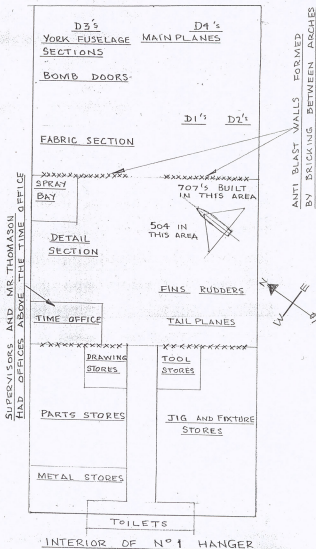 D3's
YORK FUSELAGE
SECTIONS
BOMB DOORS
D4's
MAIN PLANES
D1's D2's
FABRIC SECTION
ANTI BLAST WALLS FORMED
BY BRICKING BETWEEN ARCHES
SPRAY
BAY
707's BUILT
IN THIS AREA
504 IN
THIS AREA
DETAIL
SECTION
SUPERVISORS AND MR. THOMASON
HAD OFFICES ABOVE THE TIME OFFICE
FINS RUDDERS
TAIL PLANES
N
E
W
TIME OFFICE
DRAWING
STORES
TOOL
STORES
PARTS STORES
JIG AND FIXTURE
STORES
METAL STORES
TOILETS
INTERIOR OF Nº 1 HANGER